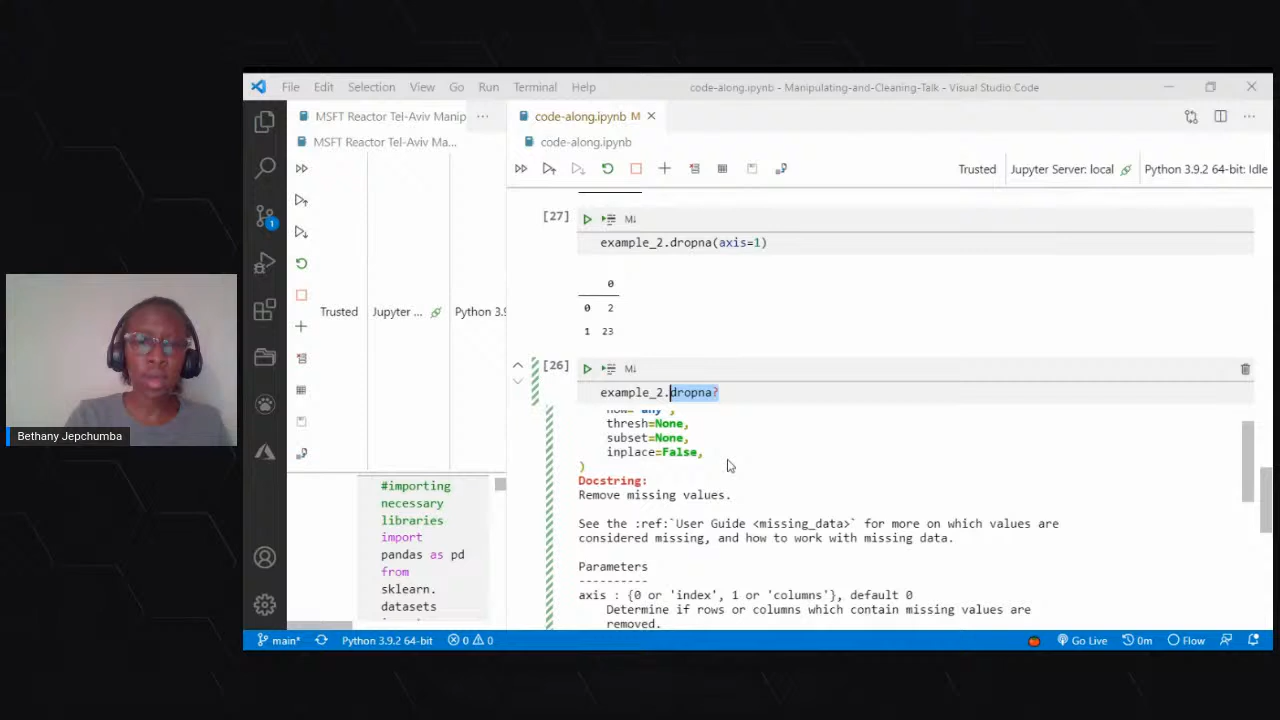 File Edit Selection View Go Run Terminal Help
code-along.ipynb - Manipulating-and-Cleaning-Talk - Visual Studio Code
MSFT Reactor Tel-Aviv Manip ...
code-along.ipynb M
MSFT Reactor Tel-Aviv Ma...
code-along.ipynb
Trusted
Jupyter Server: local
Python 3.9.2 64-bit: Idle
[27]
M↓
example_2.dropna(axis=1)
0
0 2
1 23
1
Trusted
Jupyter ...
Python 3.9
[26]
M↓
example_2.dropna?
how='any',
thresh=None,
subset=None,
inplace=False,
)
Docstring:
Remove missing values.
See the :ref:`User Guide <missing_data>` for more on which values are
considered missing, and how to work with missing data.
Parameters
----------
axis : {0 or 'index', 1 or 'columns'}, default 0
Determine if rows or columns which contain missing values are
removed.
Bethany Jepchumba
#importing
necessary
libraries
import
pandas as pd
from
sklearn.
datasets
main*
Python 3.9.2 64-bit
0
0
Go Live
0m
Flow